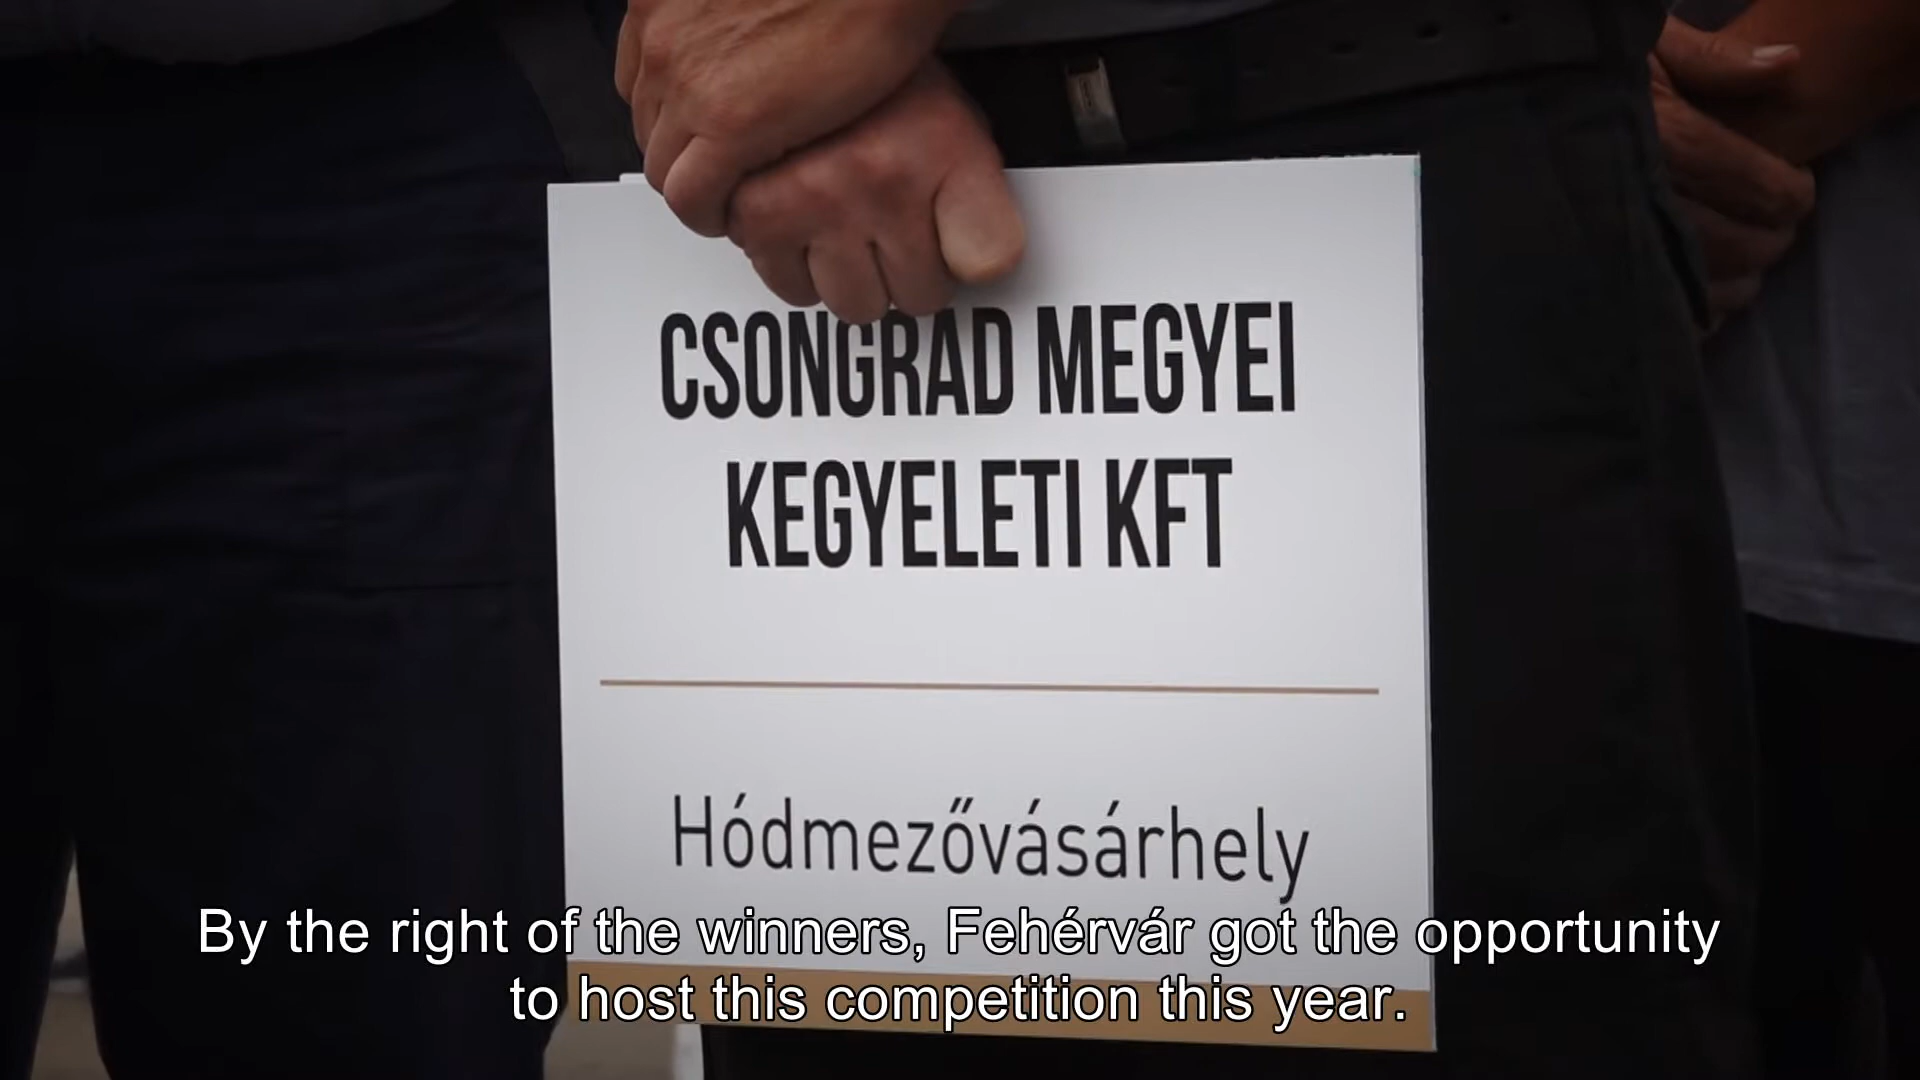 CSONGRÁD MEGYEI
KEGYELETI KFT
Hódmezővásárhely
By the right of the winners, Fehérvár got the opportunity
to host this competition this year.